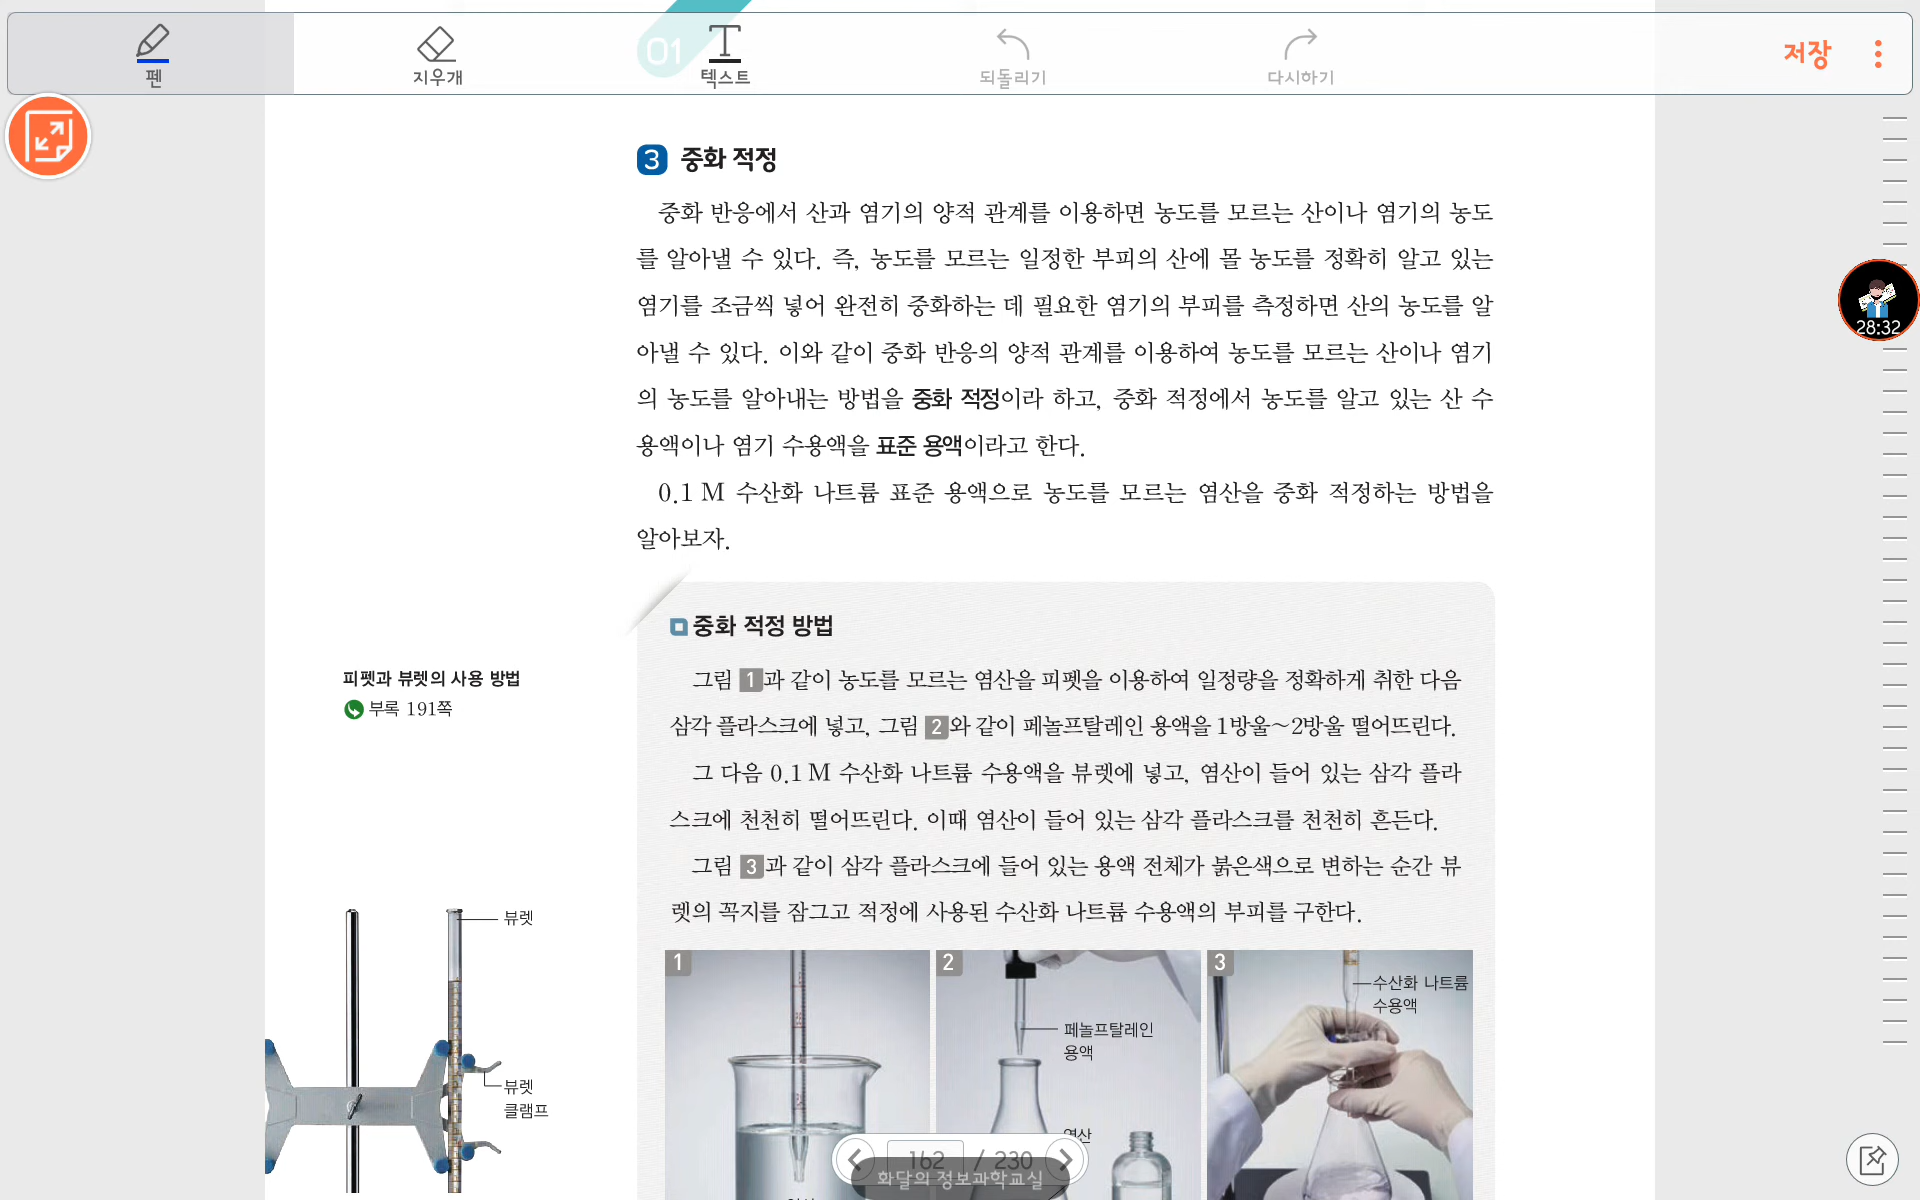 펜
지우개
01
텍스트
되돌리기
다시하기
저장
28:32
3 중화 적정
중화 반응에서 산과 염기의 양적 관계를 이용하면 농도를 모르는 산이나 염기의 농도
를 알아낼 수 있다. 즉, 농도를 모르는 일정한 부피의 산에 몰 농도를 정확히 알고 있는
염기를 조금씩 넣어 완전히 중화하는 데 필요한 염기의 부피를 측정하면 산의 농도를 알
아낼 수 있다. 이와 같이 중화 반응의 양적 관계를 이용하여 농도를 모르는 산이나 염기
의 농도를 알아내는 방법을 중화 적정이라 하고, 중화 적정에서 농도를 알고 있는 산 수
용액이나 염기 수용액을 표준 용액이라고 한다.
0.1 M 수산화 나트륨 표준 용액으로 농도를 모르는 염산을 중화 적정하는 방법을
알아보자.
중화 적정 방법
그림 1과 같이 농도를 모르는 염산을 피펫을 이용하여 일정량을 정확하게 취한 다음
삼각 플라스크에 넣고, 그림 2와 같이 페놀프탈레인 용액을 1방울~2방울 떨어뜨린다.
그 다음 0.1 M 수산화 나트륨 수용액을 뷰렛에 넣고, 염산이 들어 있는 삼각 플라
스크에 천천히 떨어뜨린다. 이때 염산이 들어 있는 삼각 플라스크를 천천히 흔든다.
그림 3과 같이 삼각 플라스크에 들어 있는 용액 전체가 붉은색으로 변하는 순간 뷰
렛의 꼭지를 잠그고 적정에 사용된 수산화 나트륨 수용액의 부피를 구한다.
피펫과 뷰렛의 사용 방법
부록 191쪽
뷰렛
뷰렛
클램프
1
2
페놀프탈레인
용액
3
수산화 나트륨
수용액
162 / 230
화달의 정보과학교실